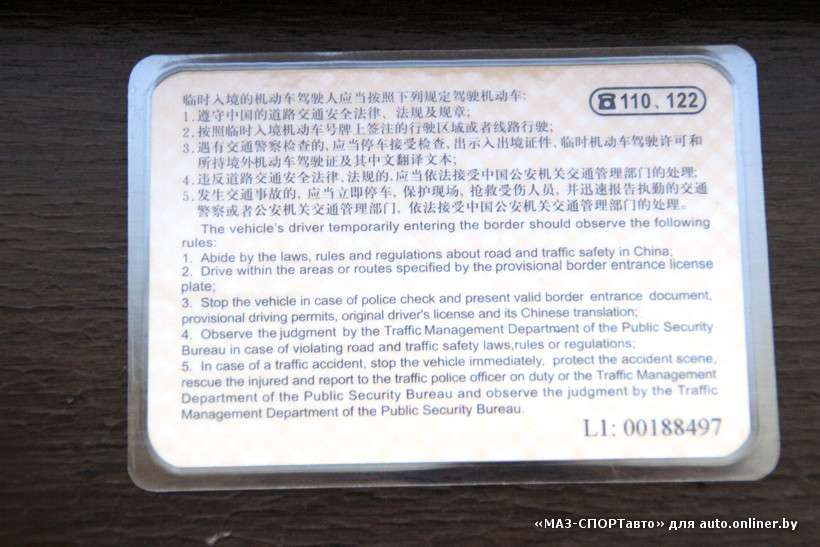 临时入境的机动车驾驶人应当按照下列规定驾驶机动车:
☎110、122
1.遵守中国的道路交通安全法律、法规及规章;
2.按照临时入境机动车号牌上签注的行驶区域或者线路行驶;
3.遇有交通警察检查的,应当停车接受检查,出示入出境证件、临时机动车驾驶许可和
所持境外机动车驾驶证及其中文翻译文本;
4.违反道路交通安全法律、法规的,应当依法接受中国公安机关交通管理部门的处理;
5.发生交通事故的,应当立即停车,保护现场,抢救受伤人员,并迅速报告执勤的交通
警察或者公安机关交通管理部门,依法接受中国公安机关交通管理部门的处理。
The vehicle's driver temporarily entering the border should observe the following
rules:
1. Abide by the laws, rules and regulations about road and traffic safety in China;
2. Drive within the areas or routes specified by the provisional border entrance license
plate;
3. Stop the vehicle in case of police check and present valid border entrance document,
provisional driving permits, original driver's license and its Chinese translation;
4. Observe the judgment by the Traffic Management Department of the Public Security
Bureau in case of violating road and traffic safety laws,rules or regulations;
5. In case of a traffic accident, stop the vehicle immediately, protect the accident scene,
rescue the injured and report to the traffic police officer on duty or the Traffic Management
Department of the Public Security Bureau and observe the judgment by the Traffic
Management Department of the Public Security Bureau.
L1: 00188497
«МАЗ-СПОРТавто» для auto.onliner.by